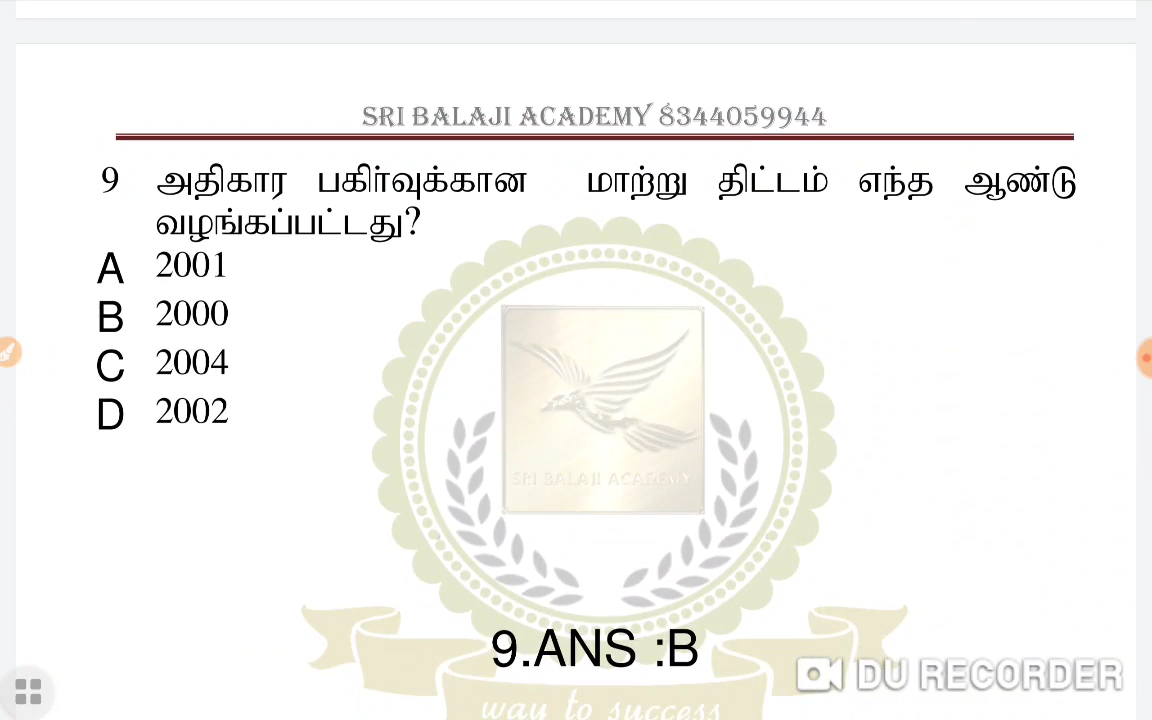 SRI BALAJI ACADEMY 8344059944
9 அதிகார பகிர்வுக்கான மாற்று திட்டம் எந்த ஆண்டு
வழங்கப்பட்டது?
A 2001
B 2000
C 2004
D 2002
SRI BALAJI ACADEMY
9.ANS :B
DU RECORDER
way to success